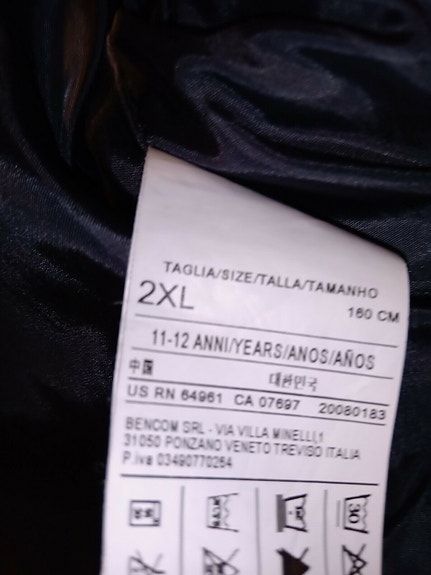 TAGLIA/SIZE/TALLA/TAMANHO
2XL 160 CM
11-12 ANNI/YEARS/ANOS/AÑOS
中国 대한민국
US RN 64961 CA 07697 20080183
BENCOM SRL - VIA VILLA MINELLI,1
31050 PONZANO VENETO TREVISO ITALIA
P.iva 03490770264
30